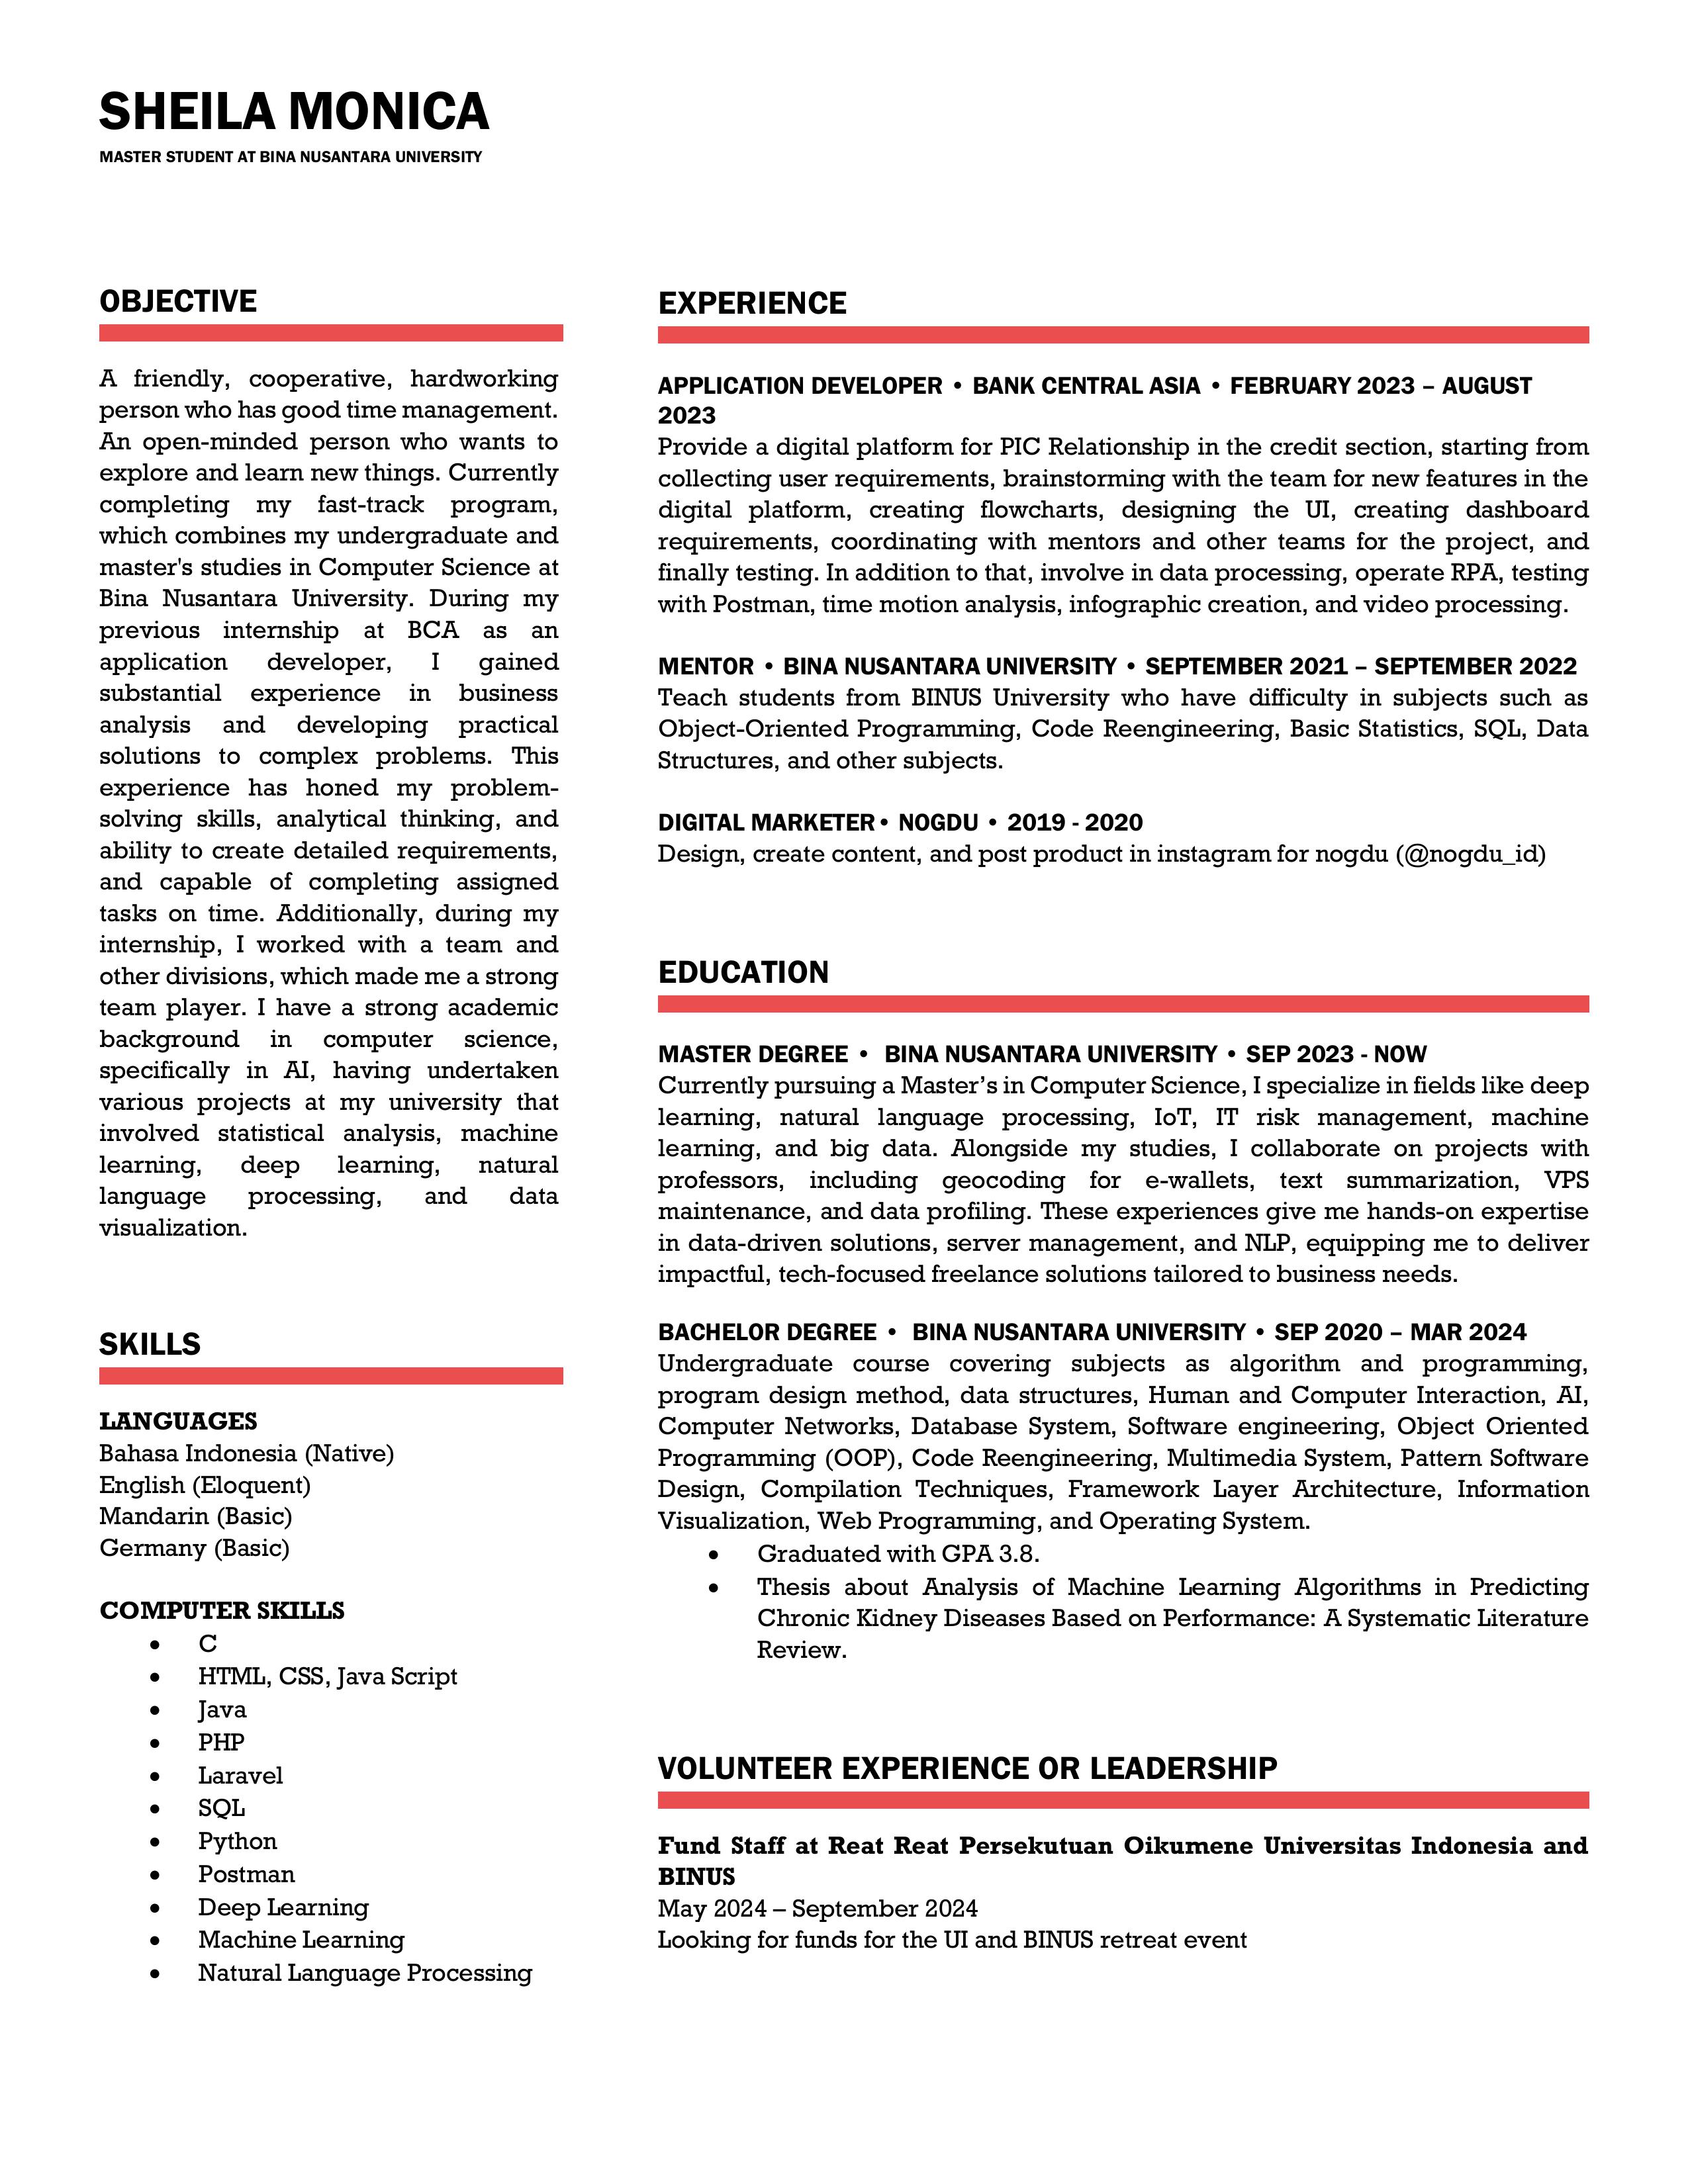 SHEILA MONICA
MASTER STUDENT AT BINA NUSANTARA UNIVERSITY
OBJECTIVE
A friendly, cooperative, hardworking
person who has good time management.
An open-minded person who wants to
explore and learn new things. Currently
completing my fast-track program,
which combines my undergraduate and
master's studies in Computer Science at
Bina Nusantara University. During my
previous internship at BCA as an
application developer, I gained
substantial experience in business
analysis and developing practical
solutions to complex problems. This
experience has honed my problem-
solving skills, analytical thinking, and
ability to create detailed requirements,
and capable of completing assigned
tasks on time. Additionally, during my
internship, I worked with a team and
other divisions, which made me a strong
team player. I have a strong academic
background in computer science,
specifically in AI, having undertaken
various projects at my university that
involved statistical analysis, machine
learning, deep learning, natural
language processing, and data
visualization.
SKILLS
LANGUAGES
Bahasa Indonesia (Native)
English (Eloquent)
Mandarin (Basic)
Germany (Basic)
COMPUTER SKILLS
• C
• HTML, CSS, Java Script
• Java
• PHP
• Laravel
• SQL
• Python
• Postman
• Deep Learning
• Machine Learning
• Natural Language Processing
EXPERIENCE
APPLICATION DEVELOPER • BANK CENTRAL ASIA • FEBRUARY 2023 – AUGUST
2023
Provide a digital platform for PIC Relationship in the credit section, starting from
collecting user requirements, brainstorming with the team for new features in the
digital platform, creating flowcharts, designing the UI, creating dashboard
requirements, coordinating with mentors and other teams for the project, and
finally testing. In addition to that, involve in data processing, operate RPA, testing
with Postman, time motion analysis, infographic creation, and video processing.
MENTOR • BINA NUSANTARA UNIVERSITY • SEPTEMBER 2021 – SEPTEMBER 2022
Teach students from BINUS University who have difficulty in subjects such as
Object-Oriented Programming, Code Reengineering, Basic Statistics, SQL, Data
Structures, and other subjects.
DIGITAL MARKETER• NOGDU • 2019 - 2020
Design, create content, and post product in instagram for nogdu (@nogdu_id)
EDUCATION
MASTER DEGREE • BINA NUSANTARA UNIVERSITY • SEP 2023 - NOW
Currently pursuing a Master’s in Computer Science, I specialize in fields like deep
learning, natural language processing, IoT, IT risk management, machine
learning, and big data. Alongside my studies, I collaborate on projects with
professors, including geocoding for e-wallets, text summarization, VPS
maintenance, and data profiling. These experiences give me hands-on expertise
in data-driven solutions, server management, and NLP, equipping me to deliver
impactful, tech-focused freelance solutions tailored to business needs.
BACHELOR DEGREE • BINA NUSANTARA UNIVERSITY • SEP 2020 – MAR 2024
Undergraduate course covering subjects as algorithm and programming,
program design method, data structures, Human and Computer Interaction, AI,
Computer Networks, Database System, Software engineering, Object Oriented
Programming (OOP), Code Reengineering, Multimedia System, Pattern Software
Design, Compilation Techniques, Framework Layer Architecture, Information
Visualization, Web Programming, and Operating System.
• Graduated with GPA 3.8.
• Thesis about Analysis of Machine Learning Algorithms in Predicting
Chronic Kidney Diseases Based on Performance: A Systematic Literature
Review.
VOLUNTEER EXPERIENCE OR LEADERSHIP
Fund Staff at Reat Reat Persekutuan Oikumene Universitas Indonesia and
BINUS
May 2024 – September 2024
Looking for funds for the UI and BINUS retreat event